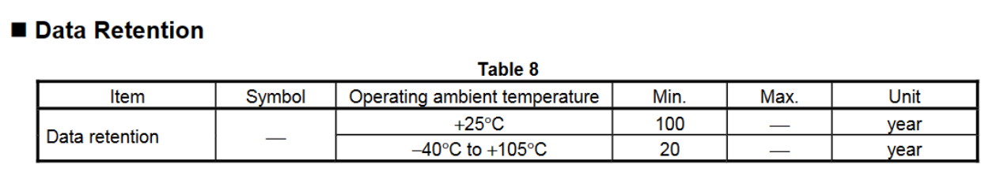 ■ Data Retention
Table 8
Item Symbol Operating ambient temperature Min. Max. Unit
Data retention — +25°C 100 — year
−40°C to +105°C 20 — year